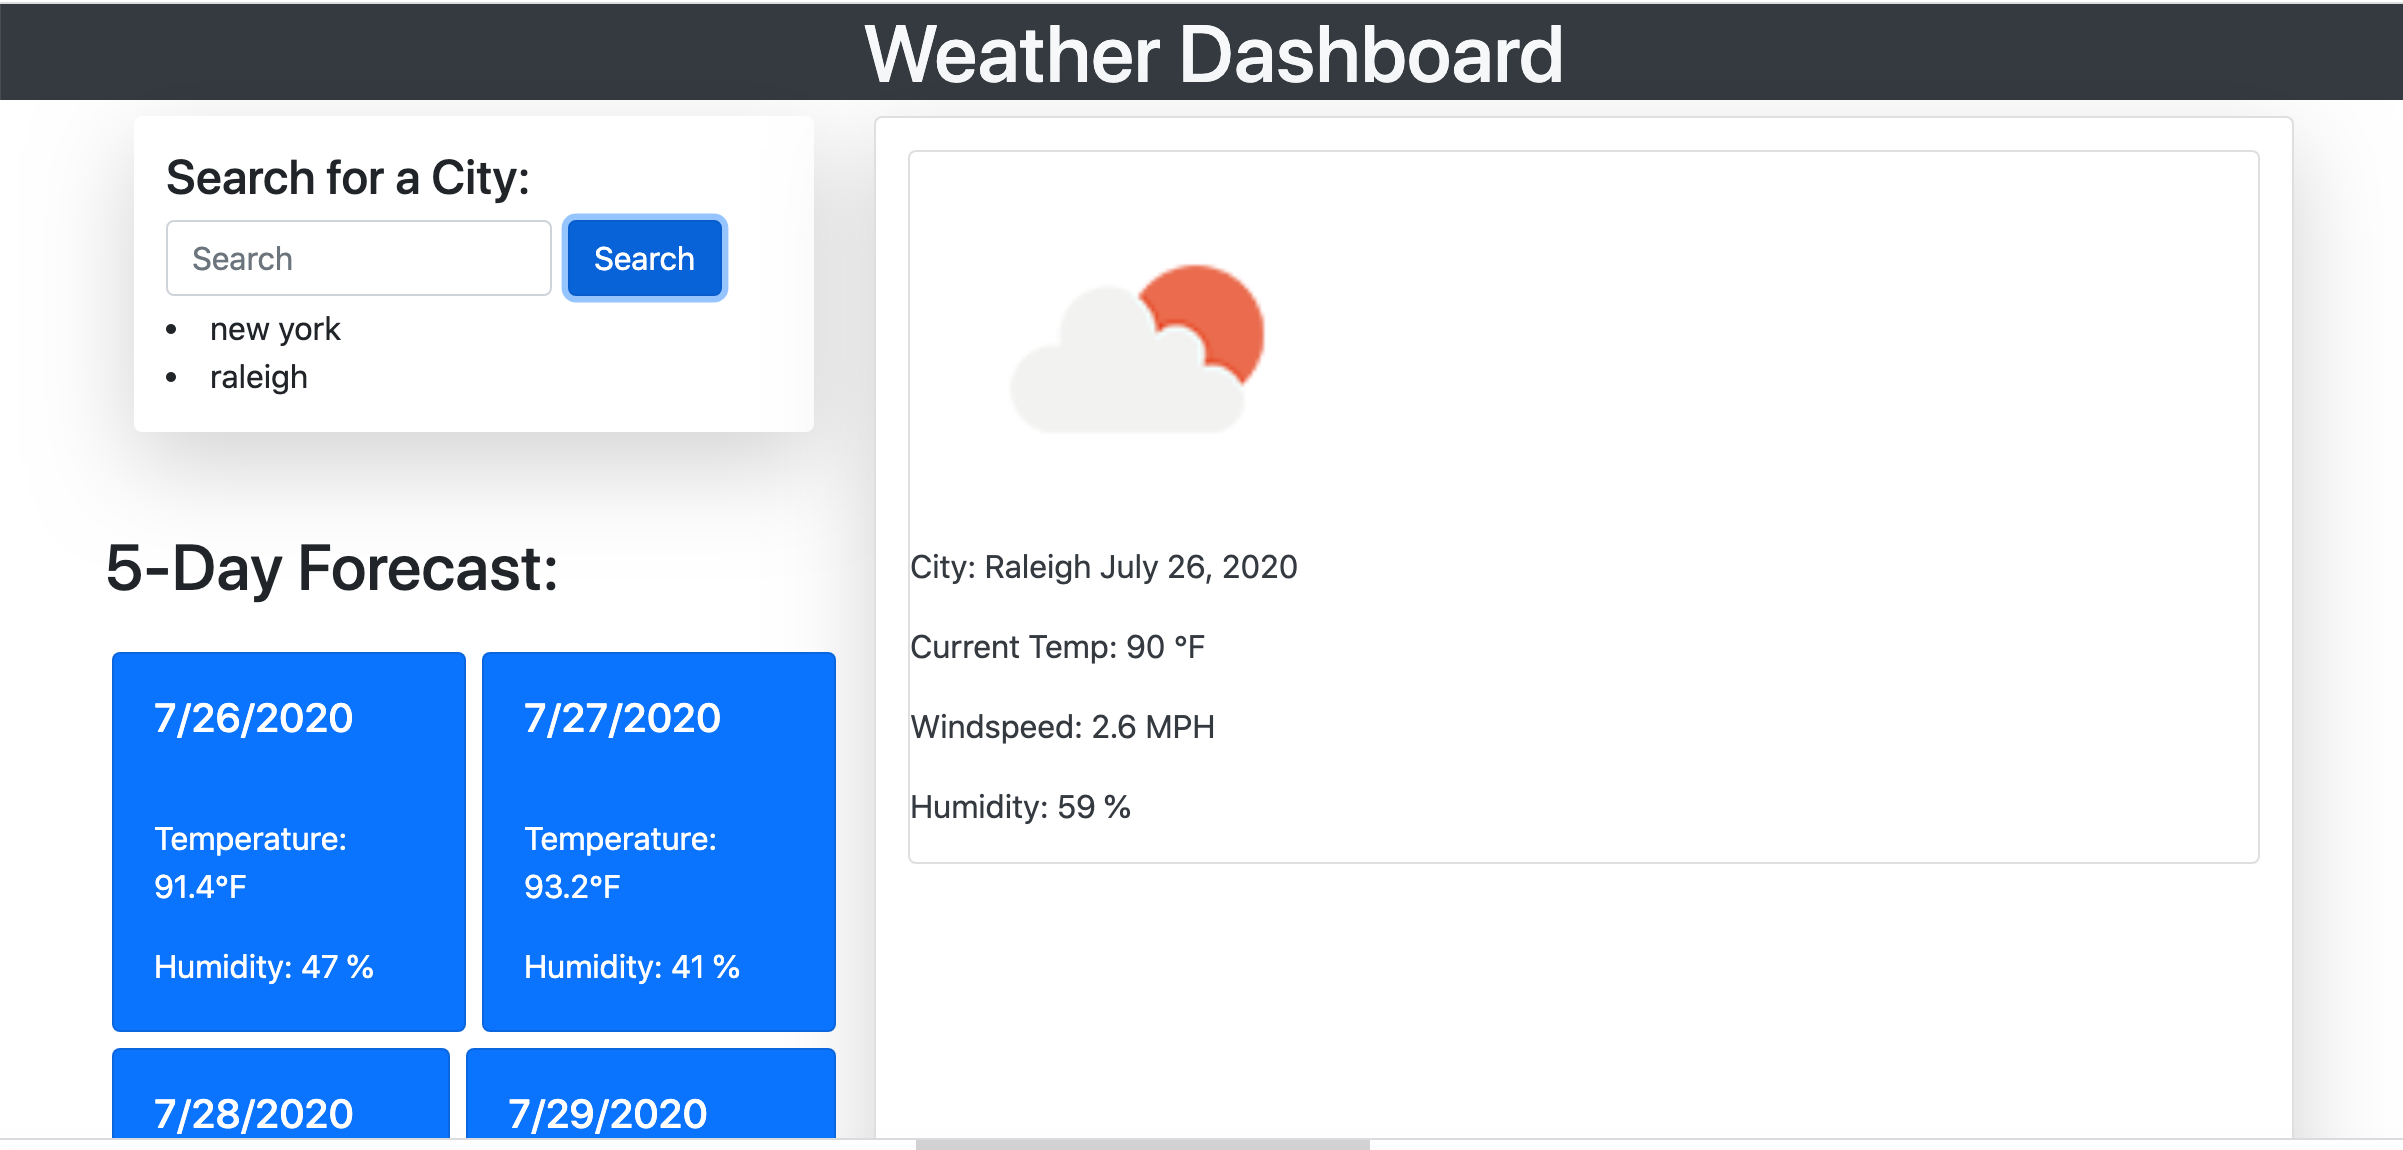 Weather Dashboard
Search for a City:
Search
Search
new york
raleigh
5-Day Forecast:
7/26/2020
Temperature:
91.4°F
Humidity: 47 %
7/27/2020
Temperature:
93.2°F
Humidity: 41 %
7/28/2020
7/29/2020
City: Raleigh July 26, 2020
Current Temp: 90 °F
Windspeed: 2.6 MPH
Humidity: 59 %